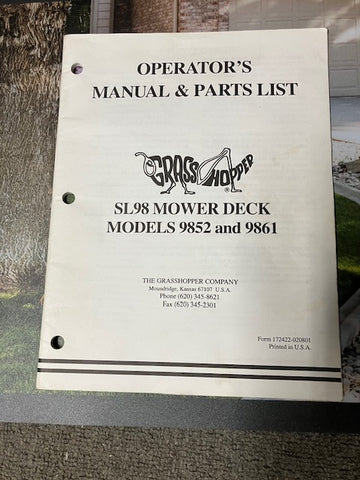 OPERATOR'S
MANUAL & PARTS LIST
GRASSHOPPER®
SL98 MOWER DECK
MODELS 9852 and 9861
THE GRASSHOPPER COMPANY
Moundridge, Kansas 67107 U.S.A.
Phone (620) 345-8621
Fax (620) 345-2301
Form 172422-020801
Printed in U.S.A.